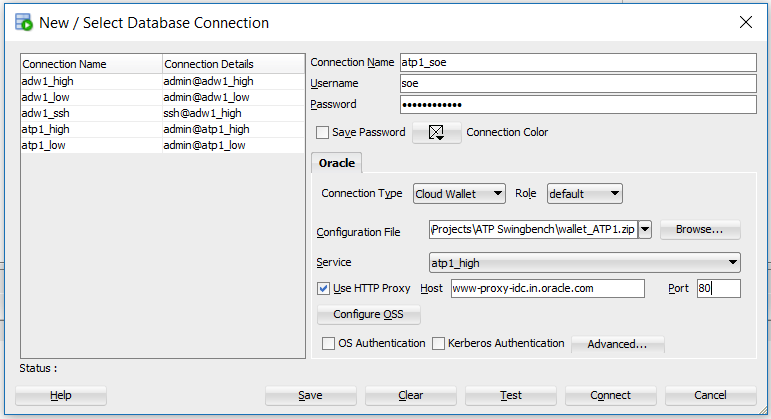 New / Select Database Connection
Connection Name Connection Details
adw1_high admin@adw1_high
adw1_low admin@adw1_low
adw1_ssh ssh@adw1_high
atp1_high admin@atp1_high
atp1_low admin@atp1_low
Connection Name atp1_soe
Username soe
Password ••••••••••••
Save Password Connection Color
Oracle
Connection Type Cloud Wallet Role default
Configuration File \Projects\ATP Swingbench\wallet_ATP1.zip Browse...
Service atp1_high
Use HTTP Proxy Host www-proxy-idc.in.oracle.com Port 80
Configure OSS
OS Authentication Kerberos Authentication Advanced...
Status :
Help Save Clear Test Connect Cancel